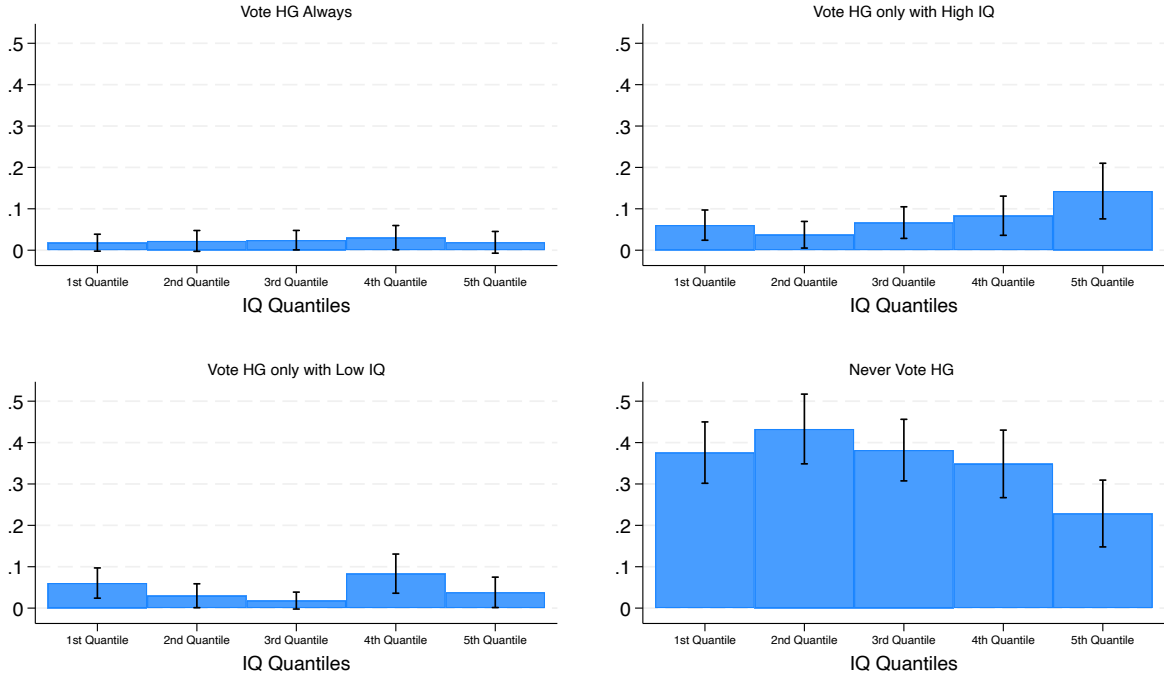 Vote HG Always
.5
.4
.3
.2
.1
0
1st Quantile 2nd Quantile 3rd Quantile 4th Quantile 5th Quantile
IQ Quantiles
Vote HG only with High IQ
.5
.4
.3
.2
.1
0
1st Quantile 2nd Quantile 3rd Quantile 4th Quantile 5th Quantile
IQ Quantiles
Vote HG only with Low IQ
.5
.4
.3
.2
.1
0
1st Quantile 2nd Quantile 3rd Quantile 4th Quantile 5th Quantile
IQ Quantiles
Never Vote HG
.5
.4
.3
.2
.1
0
1st Quantile 2nd Quantile 3rd Quantile 4th Quantile 5th Quantile
IQ Quantiles